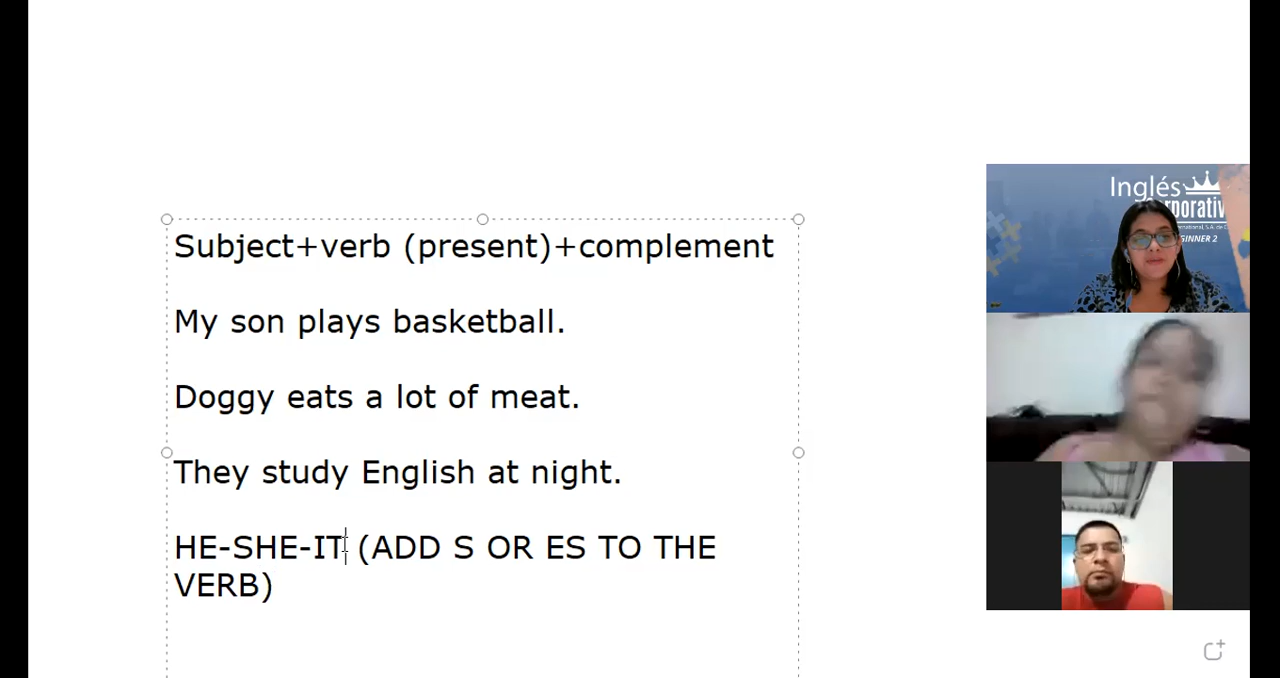 Subject+verb (present)+complement
My son plays basketball.
Doggy eats a lot of meat.
They study English at night.
HE-SHE-IT (ADD S OR ES TO THE
VERB)
Inglés